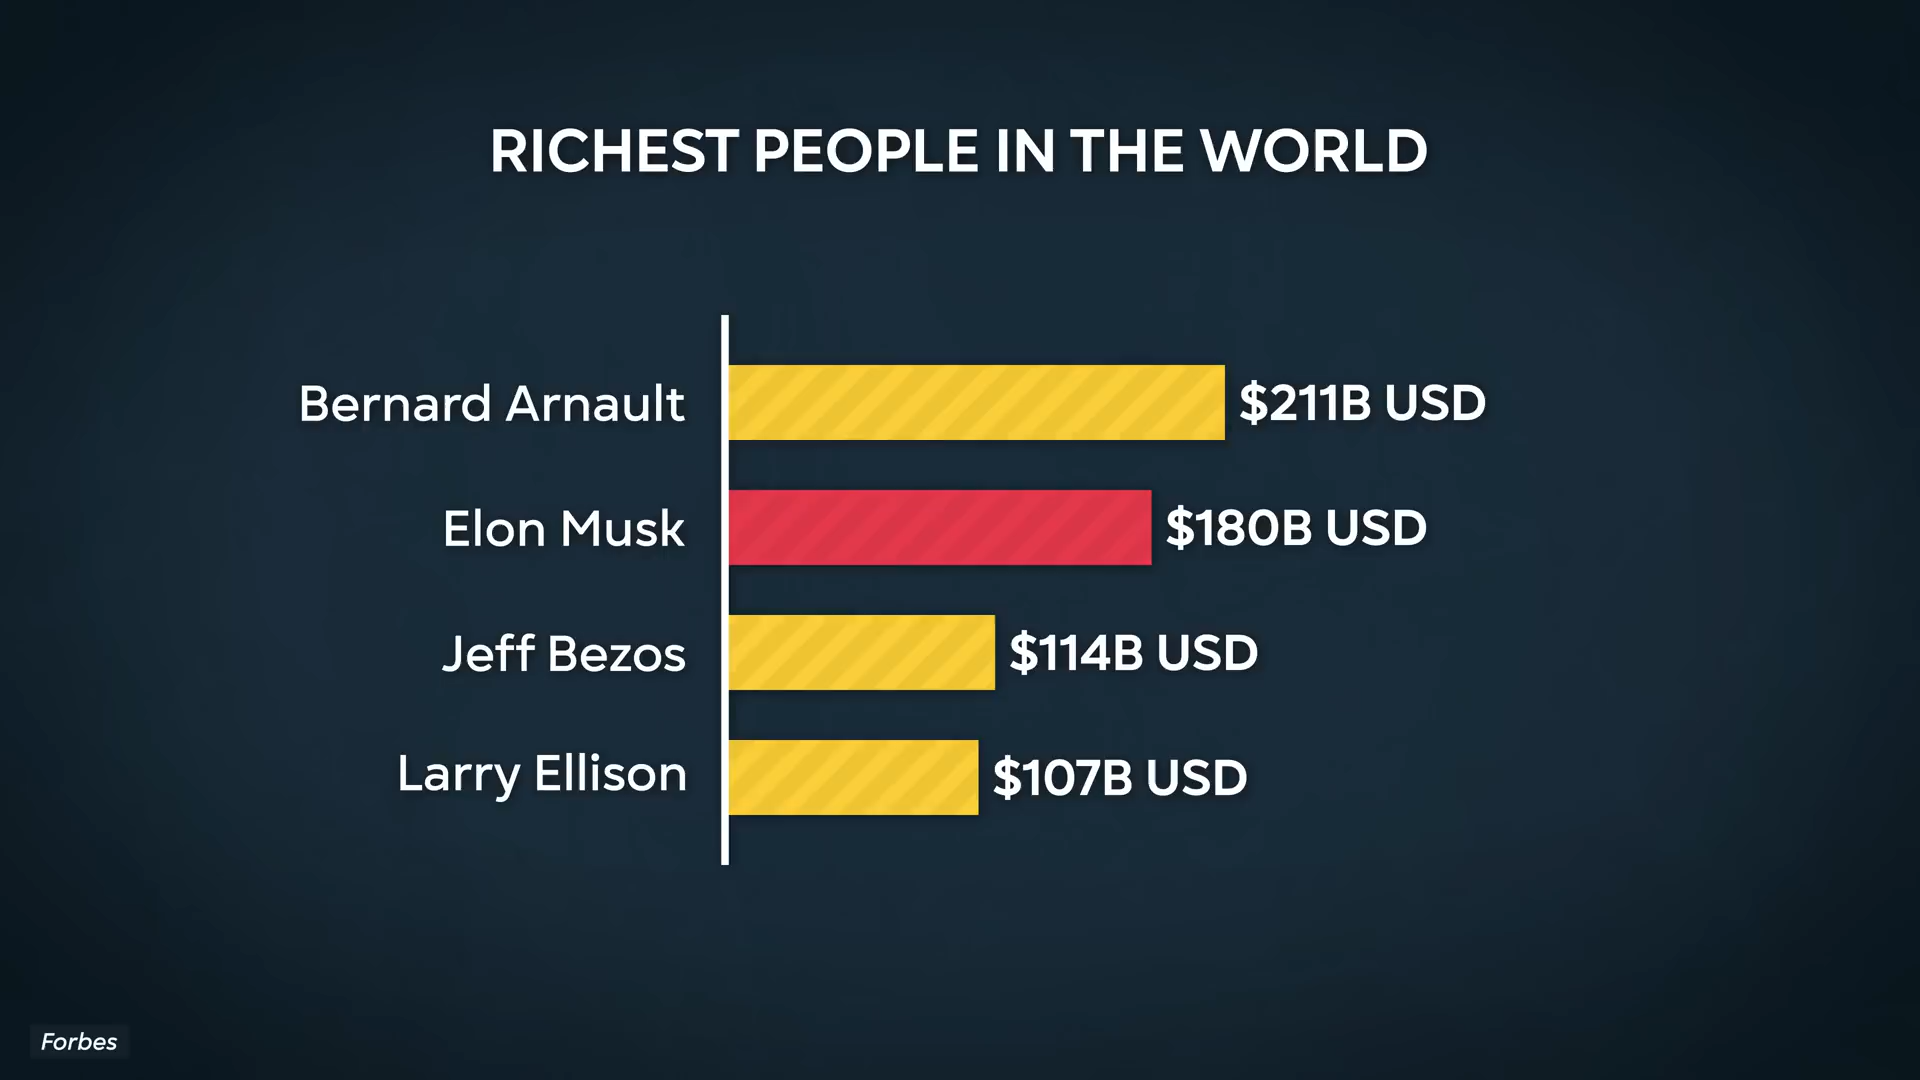 RICHEST PEOPLE IN THE WORLD
Bernard Arnault $211B USD
Elon Musk $180B USD
Jeff Bezos $114B USD
Larry Ellison $107B USD
Forbes